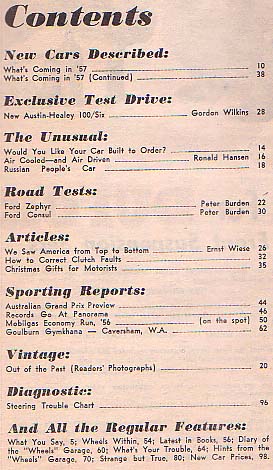 Contents
New Cars Described:
What's Coming in '57 10
What's Coming in '57 (Continued) 38
Exclusive Test Drive:
New Austin-Healey 100/Six Gordon Wilkins 28
The Unusual:
Would You Like Your Car Built to Order? 14
Air Cooled—and Air Driven Ronald Hansen 16
Russian People's Car 18
Road Tests:
Ford Zephyr Peter Burden 22
Ford Consul Peter Burden 30
Articles:
We Saw America from Top to Bottom Ernst Wiese 26
How to Correct Clutch Faults 32
Christmas Gifts for Motorists 35
Sporting Reports:
Australian Grand Prix Preview 44
Records Go At Panorama 46
Mobilgas Economy Run, '56 (on the spot) 50
Goulburn Gymkhana — Caversham, W.A. 62
Vintage:
Out of the Past (Readers' Photographs) 20
Diagnostic:
Steering Trouble Chart 96
And All the Regular Features:
What You Say, 5; Wheels Within, 54; Latest in Books, 56; Diary of
the "Wheels" Garage, 60; What's Your Trouble, 64; Hints from the
"Wheels" Garage, 70; Strange but True, 80; New Car Prices, 98.